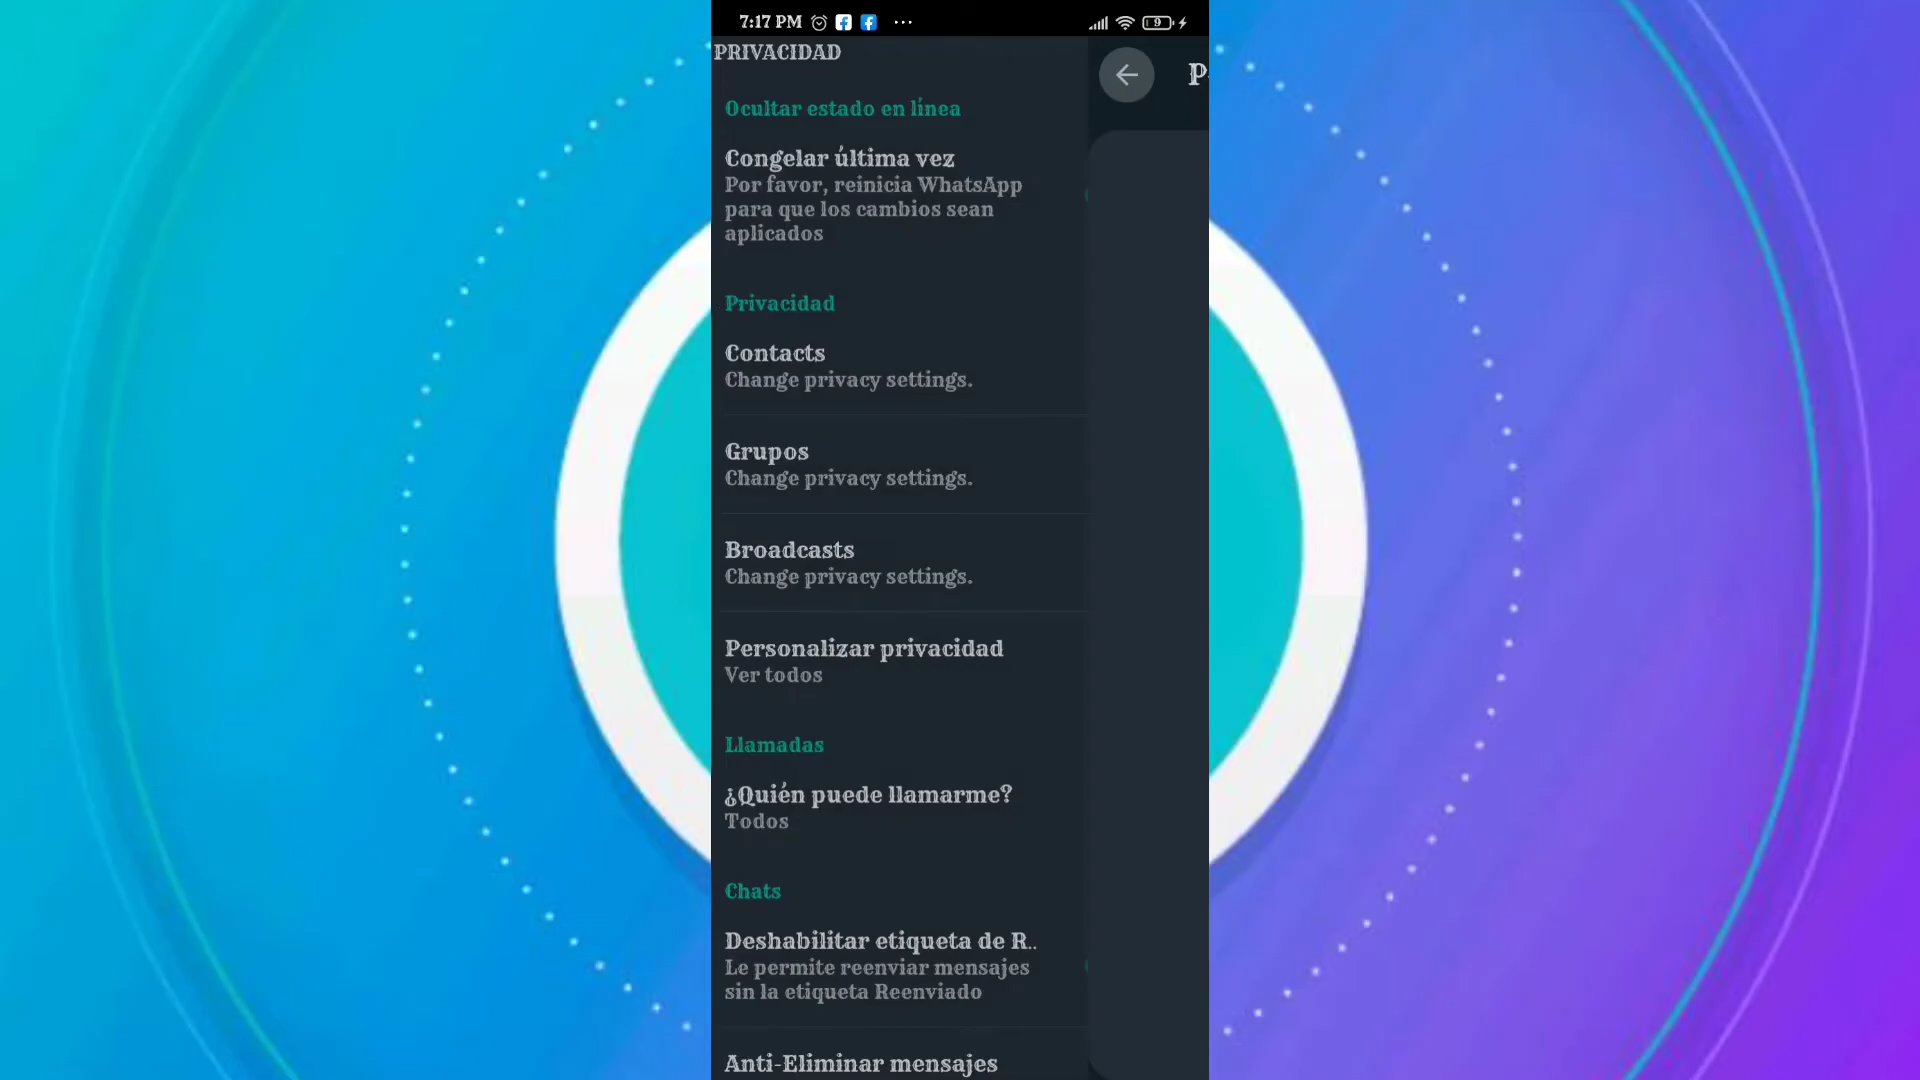 7:17 PM ... 9
PRIVACIDAD
P
Ocultar estado en línea
Congelar última vez
Por favor, reinicia WhatsApp
para que los cambios sean
aplicados
Privacidad
Contacts
Change privacy settings.
Grupos
Change privacy settings.
Broadcasts
Change privacy settings.
Personalizar privacidad
Ver todos
Llamadas
¿Quién puede llamarme?
Todos
Chats
Deshabilitar etiqueta de R..
Le permite reenviar mensajes
sin la etiqueta Reenviado
Anti-Eliminar mensajes